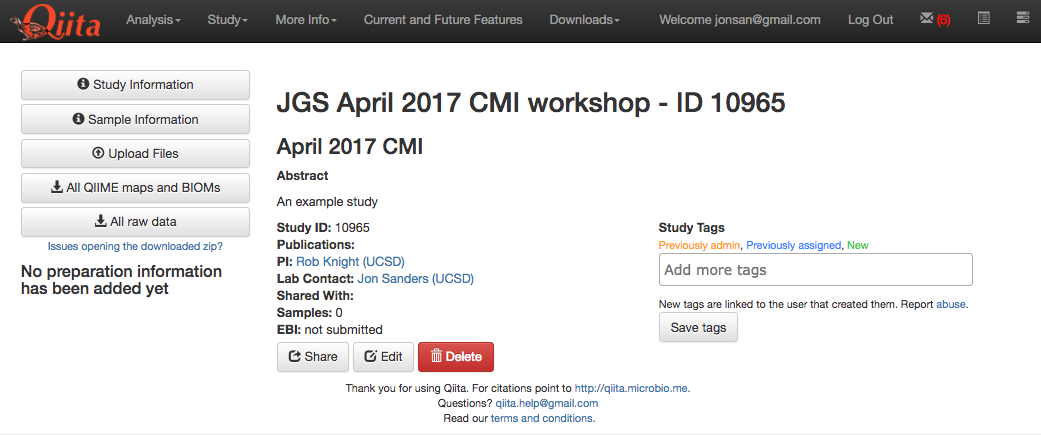 Qiita
Analysis Study More Info Current and Future Features Downloads Welcome jonsan@gmail.com Log Out (6)
Study Information
Sample Information
Upload Files
All QIIME maps and BIOMs
All raw data
Issues opening the downloaded zip?
No preparation information
has been added yet
JGS April 2017 CMI workshop - ID 10965
April 2017 CMI
Abstract
An example study
Study ID: 10965
Publications:
PI: Rob Knight (UCSD)
Lab Contact: Jon Sanders (UCSD)
Shared With:
Samples: 0
EBI: not submitted
Share Edit Delete
Study Tags
Previously admin, Previously assigned, New
Add more tags
New tags are linked to the user that created them. Report abuse.
Save tags
Thank you for using Qiita. For citations point to http://qiita.microbio.me.
Questions? qiita.help@gmail.com
Read our terms and conditions.